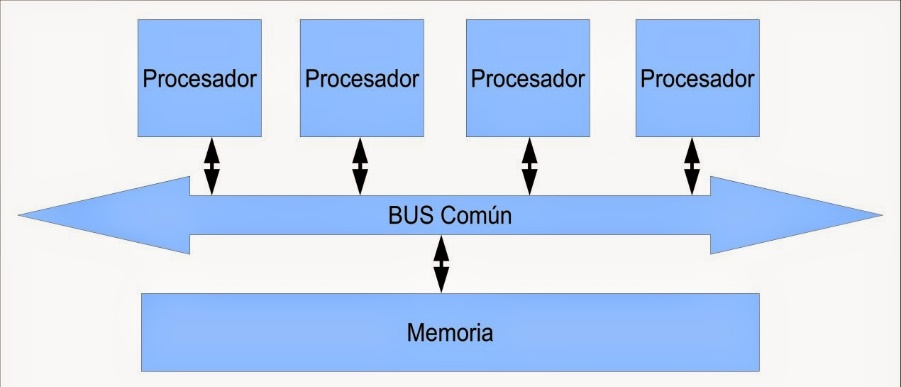 Procesador
Procesador
Procesador
Procesador
BUS Común
Memoria